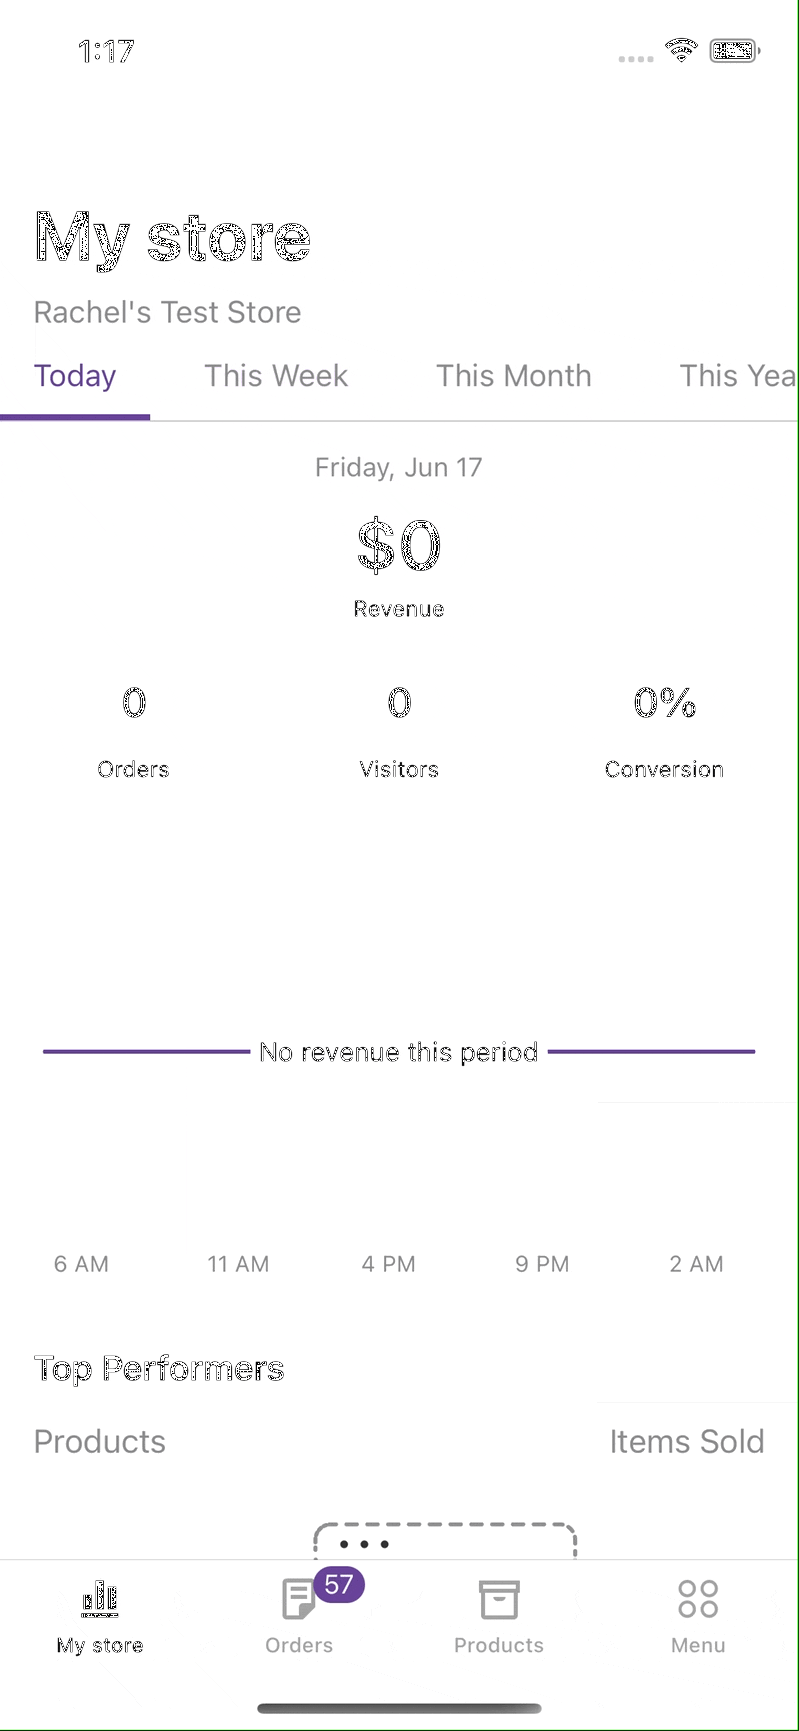 1:17
My store
Rachel's Test Store
Today This Week This Month This Yea
Friday, Jun 17
$0
Revenue
0 0 0%
Orders Visitors Conversion
No revenue this period
6 AM 11 AM 4 PM 9 PM 2 AM
Top Performers
Products Items Sold
57
My store Orders Products Menu